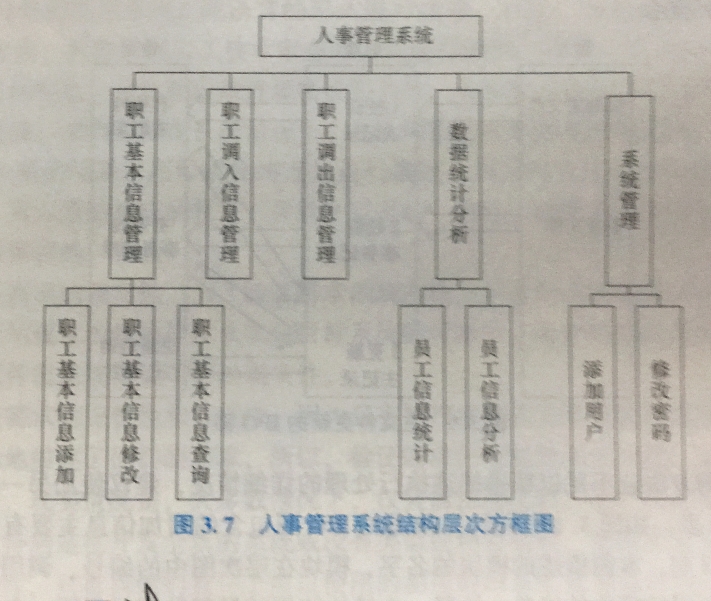 人事管理系统
职工基本信息管理
职工调入信息管理
职工调出信息管理
数据统计分析
系统管理
职工基本信息添加
职工基本信息修改
职工基本信息查询
员工信息统计
员工信息分析
添加用户
修改密码
图 3.7 人事管理系统结构层次方框图